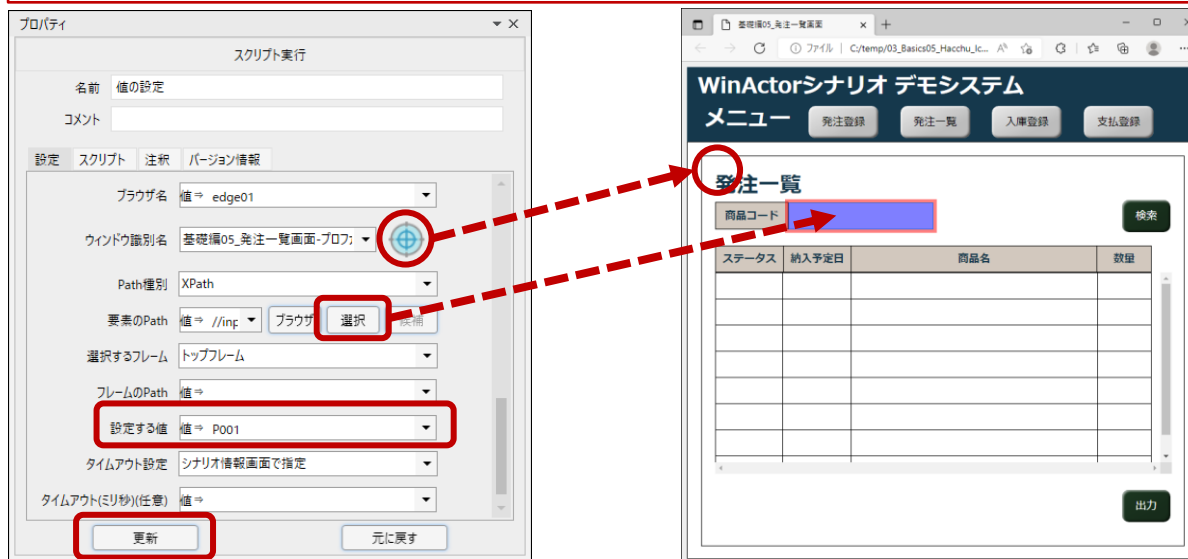 プロパティ
スクリプト実行
名前 値の設定
コメント
設定 スクリプト 注釈 バージョン情報
ブラウザ名 値⇒ edge01
ウィンドウ識別名 基礎編05_発注一覧画面-プロファ
Path種別 XPath
要素のPath 値⇒ //inp ブラウザ 選択 候補
選択するフレーム トップフレーム
フレームのPath 値⇒
設定する値 値⇒ P001
タイムアウト設定 シナリオ情報画面で指定
タイムアウト(ミリ秒)(任意) 値⇒
更新 元に戻す
基礎編05_発注一覧画面
ファイル C:/temp/03_Basics05_Hacchu_Ic...
WinActorシナリオ デモシステム
メニュー 発注登録 発注一覧 入庫登録 支払登録
発注一覧
商品コード 検索
ステータス 納入予定日 商品名 数量
出力